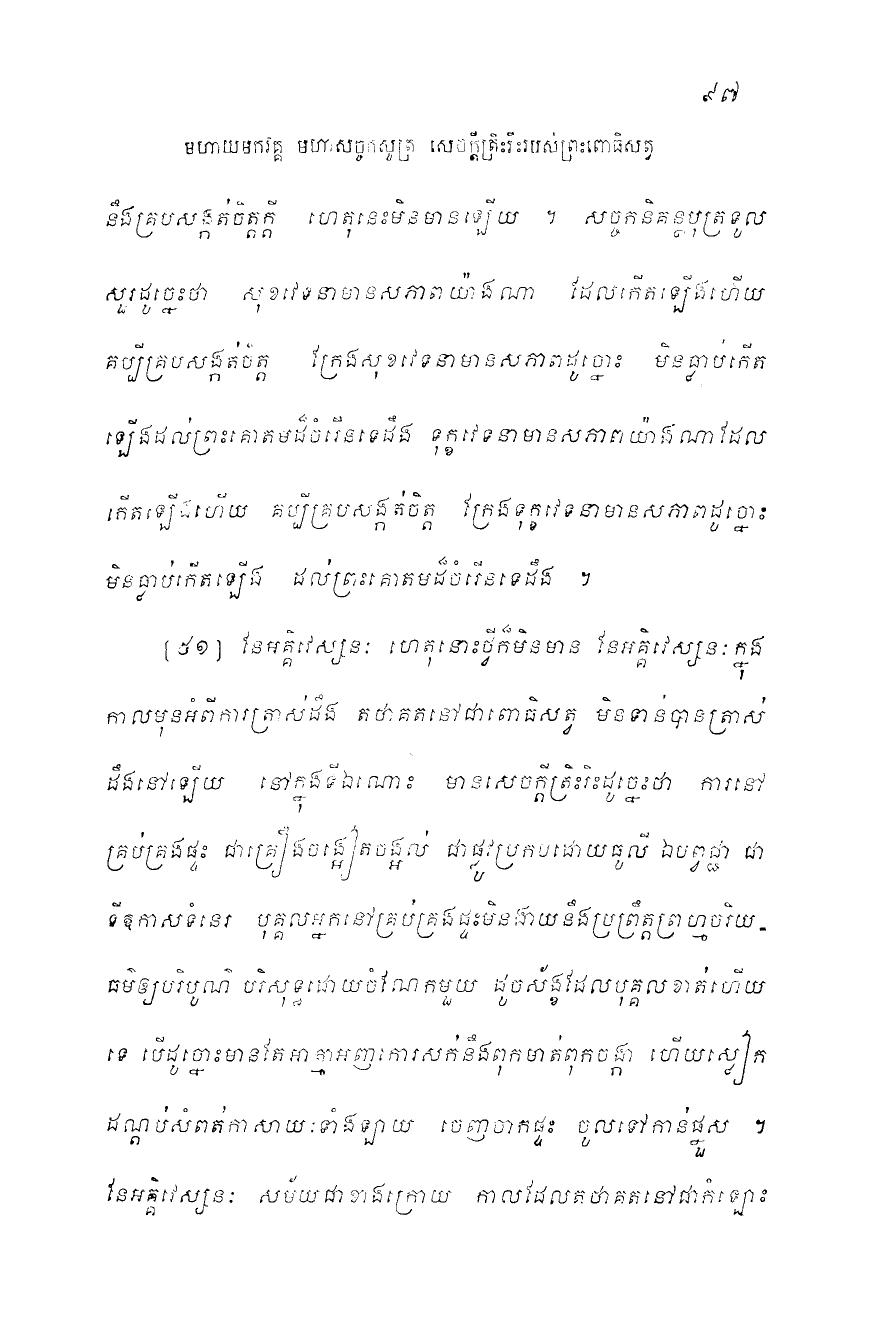 ៩៧
មហាយមកវគ្គ មហាសច្ចកសូត្រ សេចក្តីត្រិះរិះរបស់ព្រះពោធិសត្វ
នឹងគ្របសង្កត់ចិត្តក្តី ហេតុនេះមិនមានឡើយ ។ សច្ចកនិគន្ថបុត្រទូល
សួរដូច្នេះថា សុខវេទនាមានសភាពយ៉ាងណា ដែលកើតឡើងហើយ
គប្បីគ្របសង្កត់ចិត្ត ក្រែងសុខវេទនាមានសភាពដូច្នោះ មិនធ្លាប់កើត
ឡើងដល់ព្រះគោតមដ៏ចំរើនទេដឹង ទុក្ខវេទនាមានសភាពយ៉ាងណាដែល
កើតឡើងហើយ គប្បីគ្របសង្កត់ចិត្ត ក្រែងទុក្ខវេទនាមានសភាពដូច្នោះ
មិនធ្លាប់កើតឡើង ដល់ព្រះគោតមដ៏ចំរើនទេដឹង ។
[៥១] នែអគ្គិវេស្សនៈ ហេតុនោះថ្វីក៏មិនមាន នែអគ្គិវេស្សនៈក្នុង
កាលមុនអំពីការត្រាស់ដឹង តថាគតនៅជាពោធិសត្វ មិនទាន់បានត្រាស់
ដឹងនៅឡើយ នៅក្នុងទីឯណោះ មានសេចក្តីត្រិះរិះដូច្នេះថា ការនៅ
គ្រប់គ្រងផ្ទះ ជាគ្រឿងចង្អៀតចង្អល់ ជាផ្លូវប្រកបដោយធូលី ឯបព្វជ្ជា ជា
ទីឱកាសទំនេរ បុគ្គលអ្នកនៅគ្រប់គ្រងផ្ទះមិនងាយនឹងប្រព្រឹត្តព្រហ្មចរិយ-
ធម៌ឲ្យបរិបូណ៌ បរិសុទ្ធដោយចំណែកមួយ ដូចស័ង្ខដែលបុគ្គលខាត់ហើយ
ទេ បើដូច្នោះមានតែអាត្មាអញកោរសក់នឹងពុកមាត់ពុកចង្កា ហើយស្លៀក
ដណ្តប់សំពត់កាសាយៈទាំងឡាយ ចេញចាកផ្ទះ ចូលទៅកាន់ផ្នួស ។
នែអគ្គិវេស្សនៈ សម័យជាខាងក្រោយ កាលដែលតថាគតនៅជាកំឡោះ